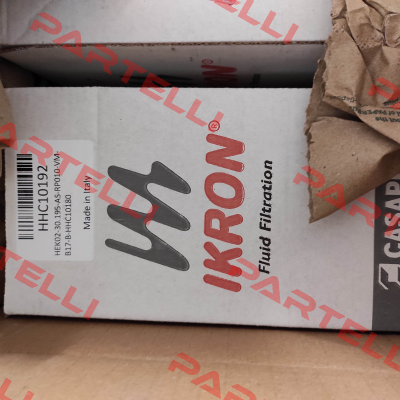 HHC10192
HEK02-30.195-AS-RP010-VM-
B17-B-HHC10180
Made in Italy
IKRON®
Fluid Filtration
CASAP
PARTELLI
PARTELLI
PARTELLI
PARTELLI
PARTELLI